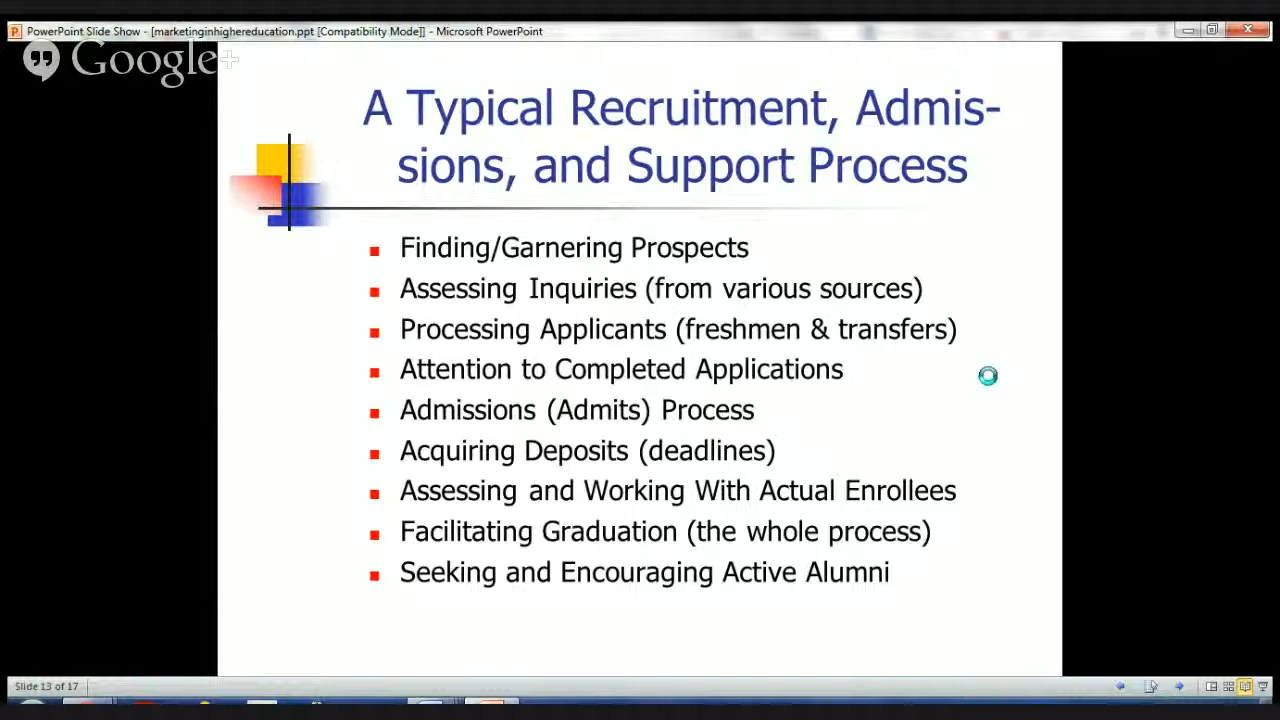 PowerPoint Slide Show - [marketinginhighereducation.ppt [Compatibility Mode]] - Microsoft PowerPoint
Google+
A Typical Recruitment, Admis-
sions, and Support Process
Finding/Garnering Prospects
Assessing Inquiries (from various sources)
Processing Applicants (freshmen & transfers)
Attention to Completed Applications
Admissions (Admits) Process
Acquiring Deposits (deadlines)
Assessing and Working With Actual Enrollees
Facilitating Graduation (the whole process)
Seeking and Encouraging Active Alumni
Slide 13 of 17